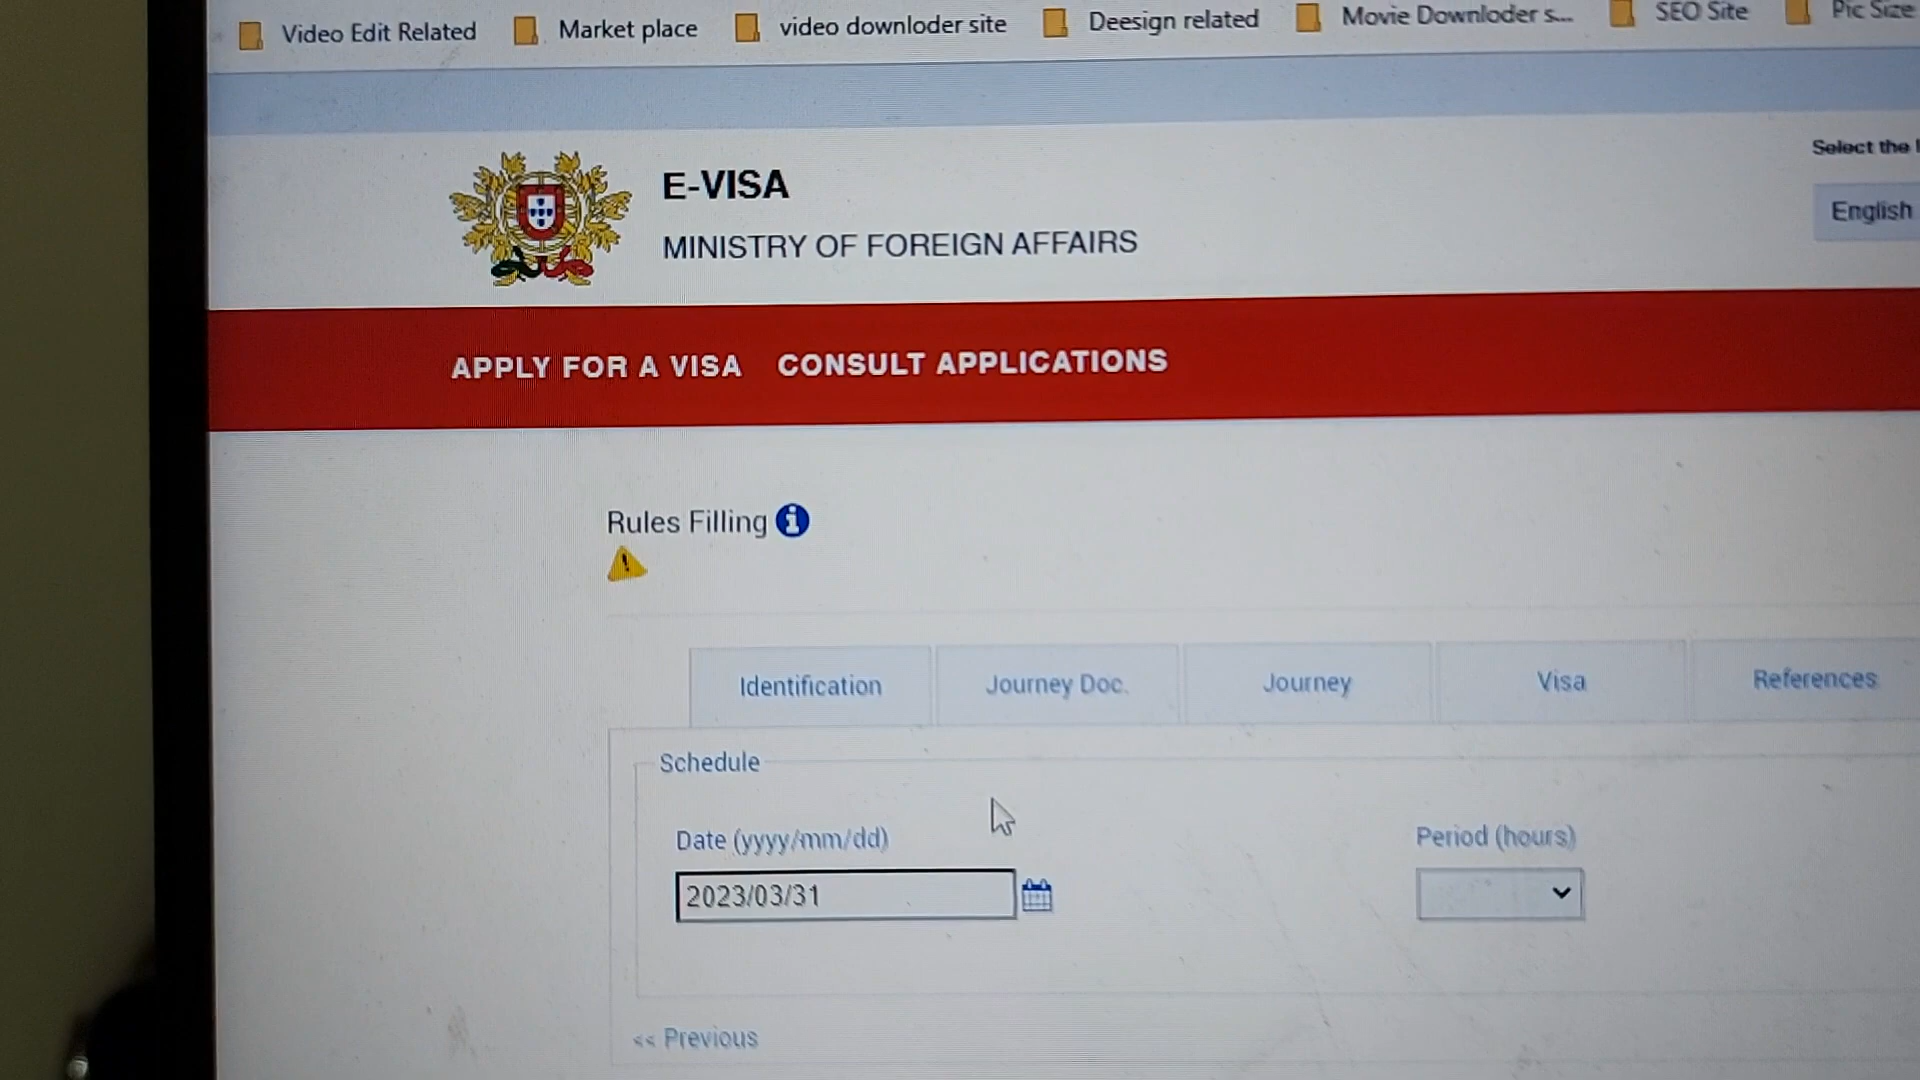 Video Edit Related Market place video downloder site Deesign related Movie Downloder s... SEO Site Pic Size
E-VISA
MINISTRY OF FOREIGN AFFAIRS
Select the
English
APPLY FOR A VISA CONSULT APPLICATIONS
Rules Filling
Identification Journey Doc. Journey Visa References
Schedule
Date (yyyy/mm/dd) Period (hours)
2023/03/31
<< Previous